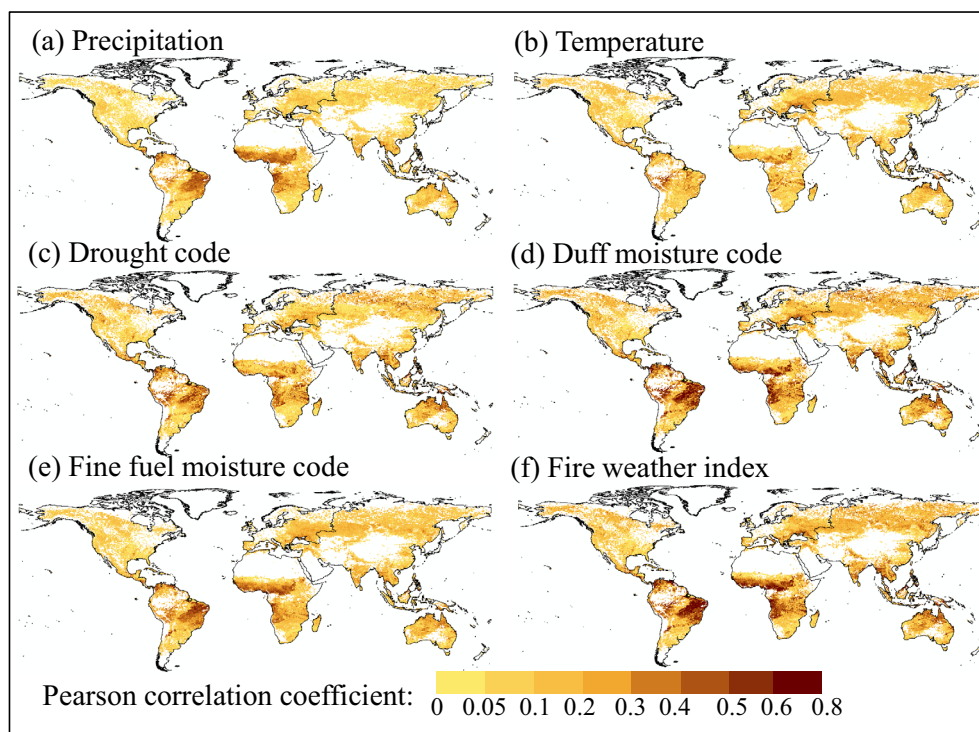 (a) Precipitation
(b) Temperature
(c) Drought code
(d) Duff moisture code
(e) Fine fuel moisture code
(f) Fire weather index
Pearson correlation coefficient:
0 0.05 0.1 0.2 0.3 0.4 0.5 0.6 0.8